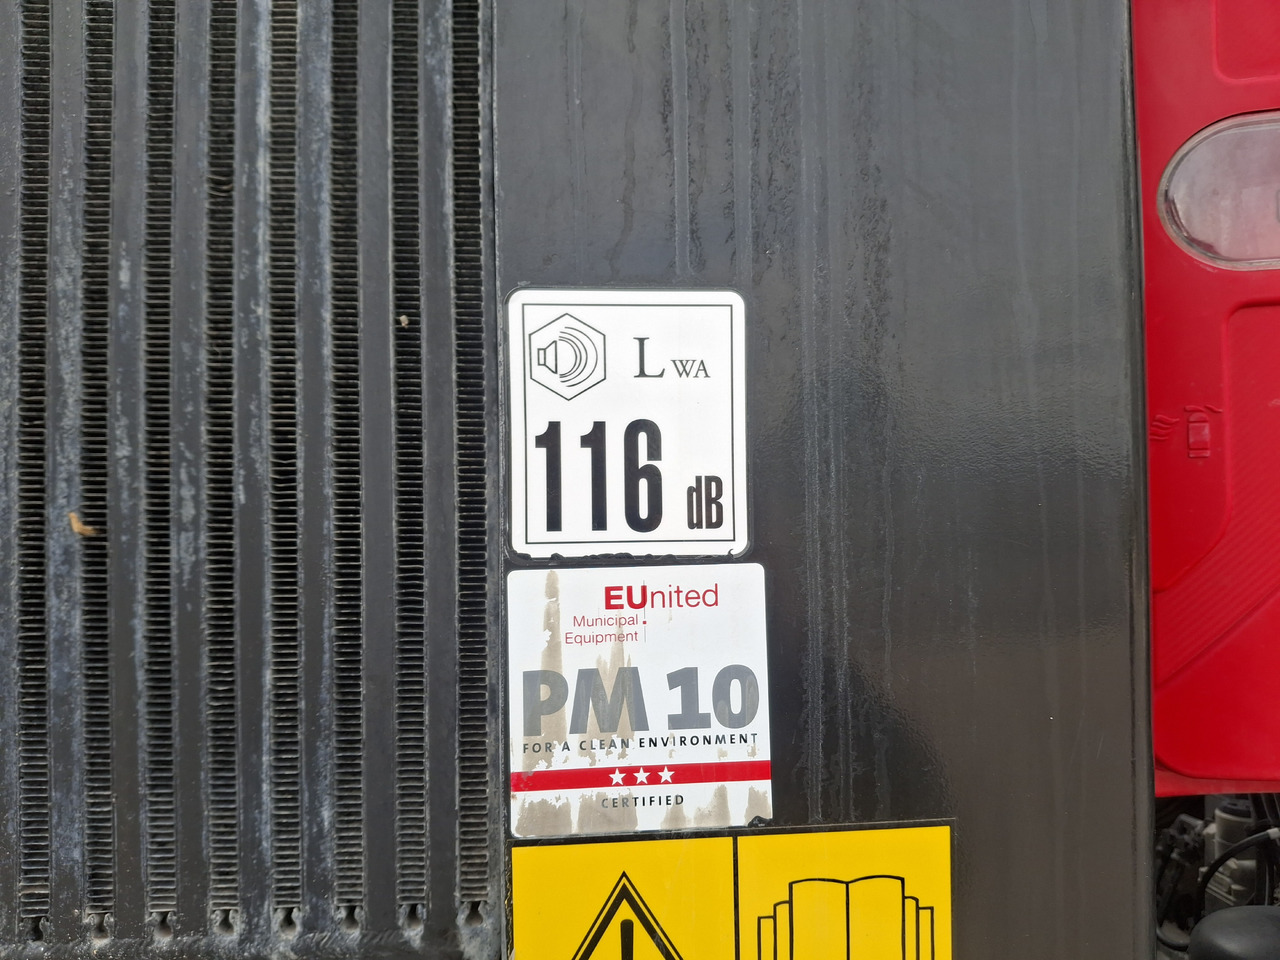 LWA
116 dB
EUnited
Municipal
Equipment
PM 10
FOR A CLEAN ENVIRONMENT
CERTIFIED